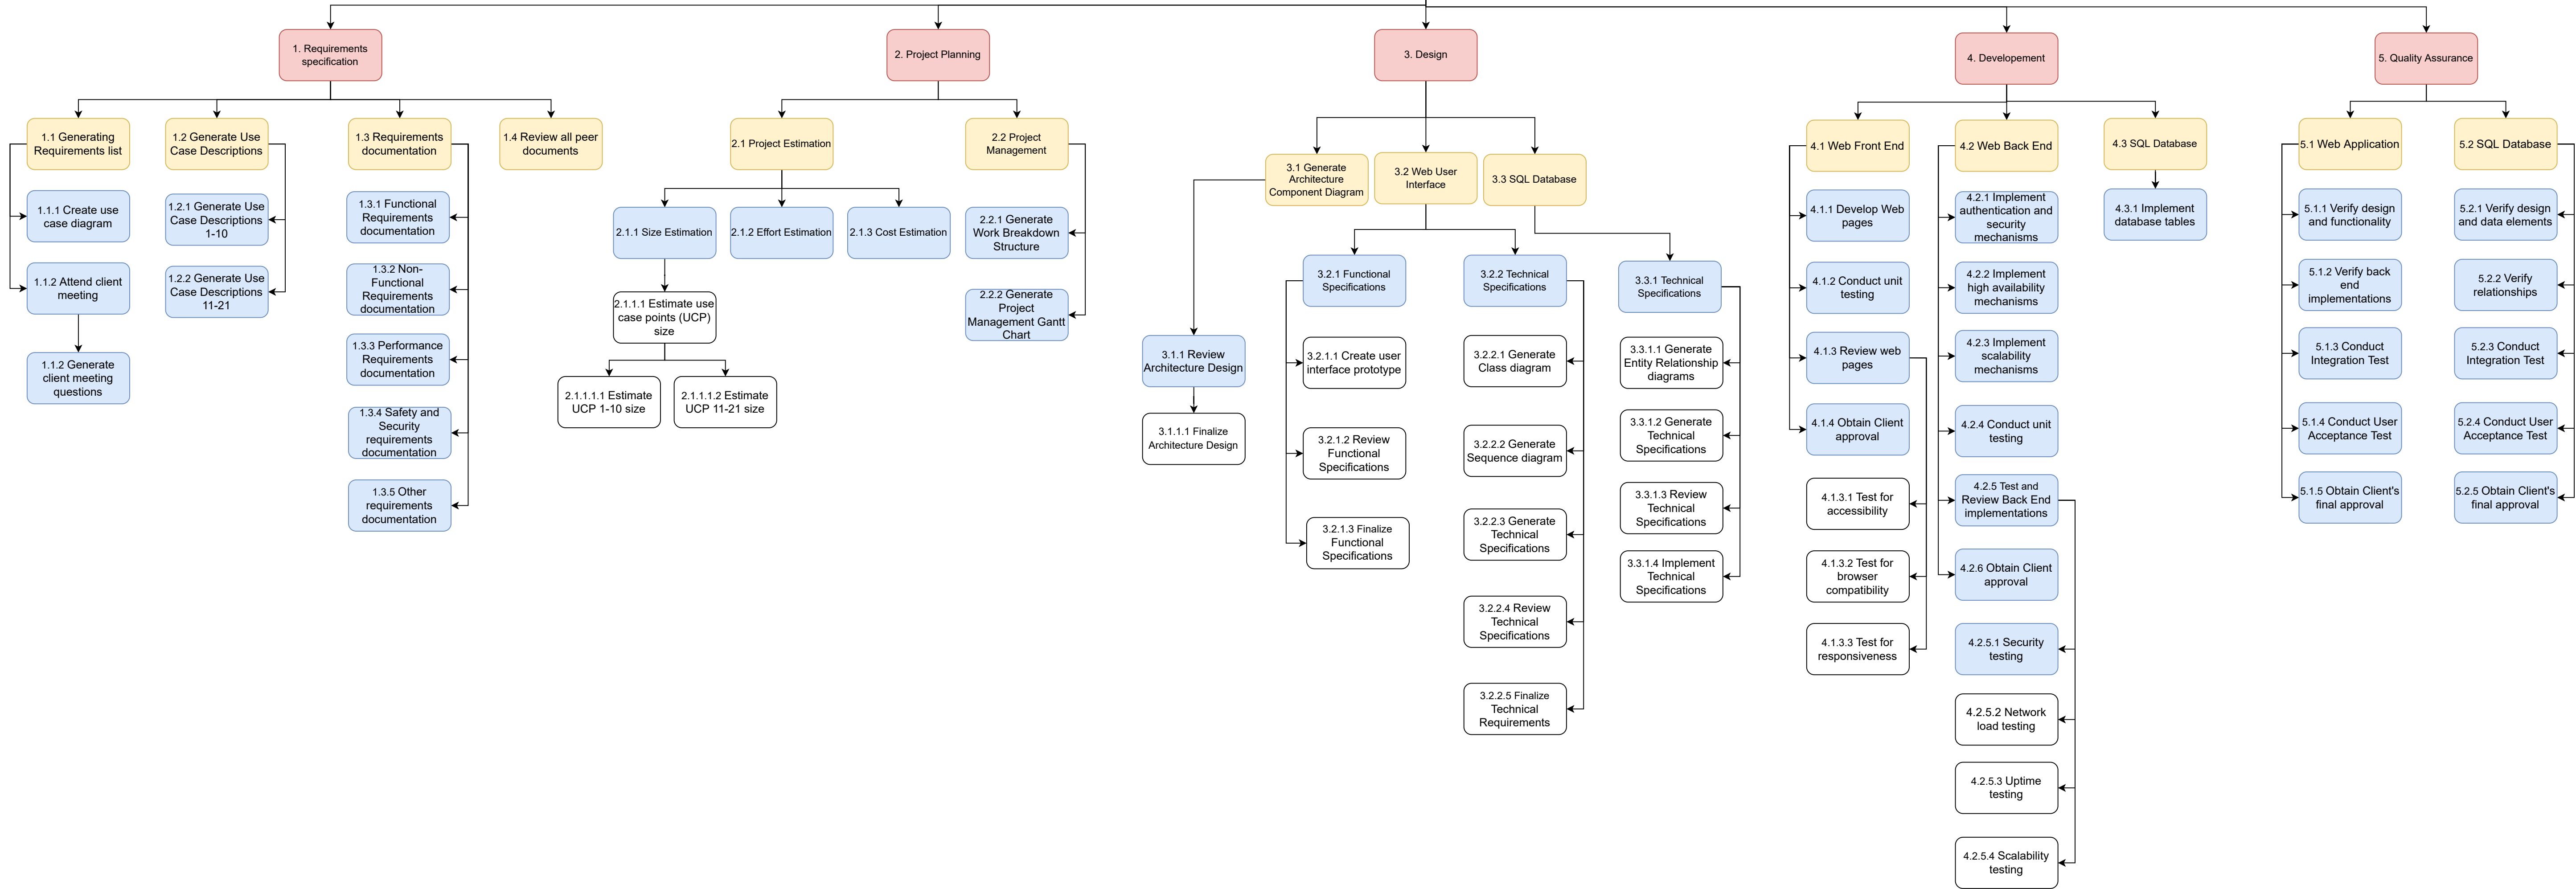 1. Requirements
specification
2. Project Planning
3. Design
4. Developement
5. Quality Assurance
1.1 Generating
Requirements list
1.1.1 Create use
case diagram
1.1.2 Attend client
meeting
1.1.2 Generate
client meeting
questions
1.2 Generate Use
Case Descriptions
1.2.1 Generate Use
Case Descriptions
1-10
1.2.2 Generate Use
Case Descriptions
11-21
1.3 Requirements
documentation
1.3.1 Functional
Requirements
documentation
1.3.2 Non-
Functional
Requirements
documentation
1.3.3 Performance
Requirements
documentation
1.3.4 Safety and
Security
requirements
documentation
1.3.5 Other
requirements
documentation
1.4 Review all peer
documents
2.1 Project Estimation
2.1.1 Size Estimation
2.1.2 Effort Estimation
2.1.3 Cost Estimation
2.1.1.1 Estimate use
case points (UCP)
size
2.1.1.1.1 Estimate
UCP 1-10 size
2.1.1.1.2 Estimate
UCP 11-21 size
2.2 Project
Management
2.2.1 Generate
Work Breakdown
Structure
2.2.2 Generate
Project
Management Gantt
Chart
3.1 Generate
Architecture
Component Diagram
3.1.1 Review
Architecture Design
3.1.1.1 Finalize
Architecture Design
3.2 Web User
Interface
3.2.1 Functional
Specifications
3.2.1.1 Create user
interface prototype
3.2.1.2 Review
Functional
Specifications
3.2.1.3 Finalize
Functional
Specifications
3.2.2 Technical
Specifications
3.2.2.1 Generate
Class diagram
3.2.2.2 Generate
Sequence diagram
3.2.2.3 Generate
Technical
Specifications
3.2.2.4 Review
Technical
Specifications
3.2.2.5 Finalize
Technical
Requirements
3.3 SQL Database
3.3.1 Technical
Specifications
3.3.1.1 Generate
Entity Relationship
diagrams
3.3.1.2 Generate
Technical
Specifications
3.3.1.3 Review
Technical
Specifications
3.3.1.4 Implement
Technical
Specifications
4.1 Web Front End
4.1.1 Develop Web
pages
4.1.2 Conduct unit
testing
4.1.3 Review web
pages
4.1.4 Obtain Client
approval
4.1.3.1 Test for
accessibility
4.1.3.2 Test for
browser
compatibility
4.1.3.3 Test for
responsiveness
4.2 Web Back End
4.2.1 Implement
authentication and
security
mechanisms
4.2.2 Implement
high availability
mechanisms
4.2.3 Implement
scalability
mechanisms
4.2.4 Conduct unit
testing
4.2.5 Test and
Review Back End
implementations
4.2.6 Obtain Client
approval
4.2.5.1 Security
testing
4.2.5.2 Network
load testing
4.2.5.3 Uptime
testing
4.2.5.4 Scalability
testing
4.3 SQL Database
4.3.1 Implement
database tables
5.1 Web Application
5.1.1 Verify design
and functionality
5.1.2 Verify back
end
implementations
5.1.3 Conduct
Integration Test
5.1.4 Conduct User
Acceptance Test
5.1.5 Obtain Client's
final approval
5.2 SQL Database
5.2.1 Verify design
and data elements
5.2.2 Verify
relationships
5.2.3 Conduct
Integration Test
5.2.4 Conduct User
Acceptance Test
5.2.5 Obtain Client's
final approval